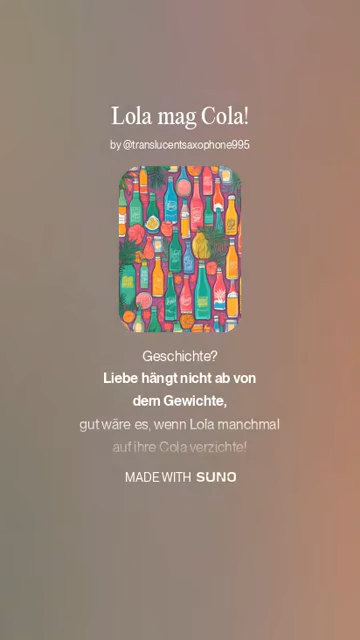 Lola mag Cola!
by @translucentsaxophone995
Geschichte?
Liebe hängt nicht ab von
dem Gewichte,
gut wäre es, wenn Lola manchmal
auf ihre Cola verzichte!
MADE WITH SUNO